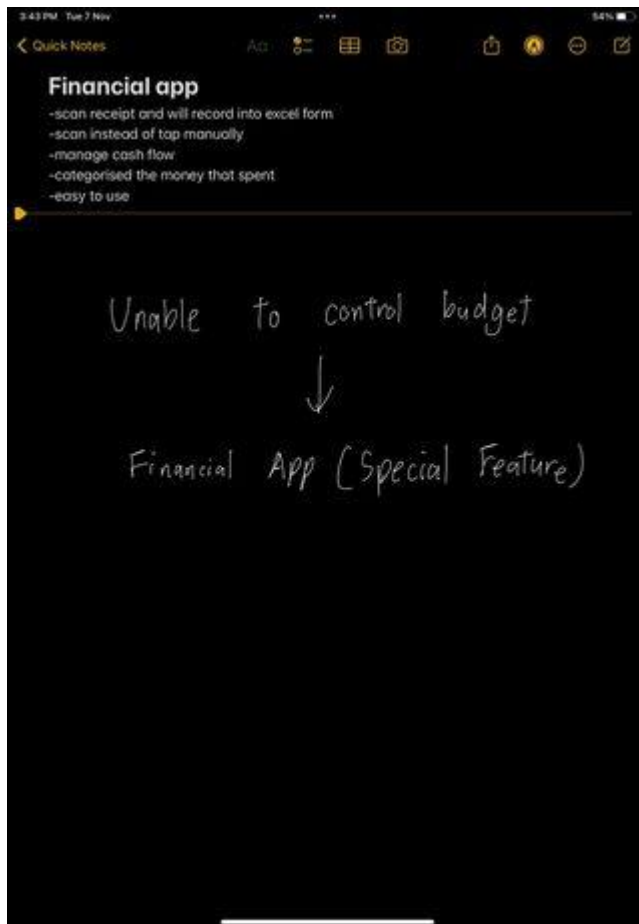 3:43 PM Tue 7 Nov 54%
Quick Notes Aa
Financial app
-scan receipt and will record into excel form
-scan instead of tap manually
-manage cash flow
-categorised the money that spent
-easy to use
Unable to control budget
Financial App (Special Feature)